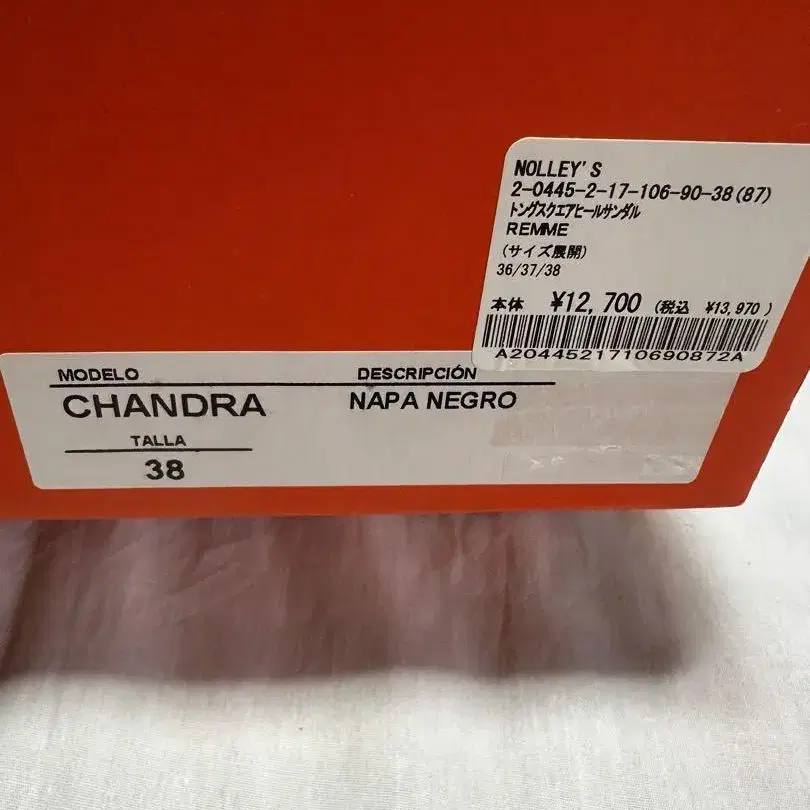 NOLLEY'S
2-0445-2-17-106-90-38(87)
トングスクエアヒールサンダル
REMME
(サイズ展開)
36/37/38
本体 ¥12,700 (税込 ¥13,970 )
A2044521710690872A
MODELO DESCRIPCIÓN
CHANDRA NAPA NEGRO
TALLA
38